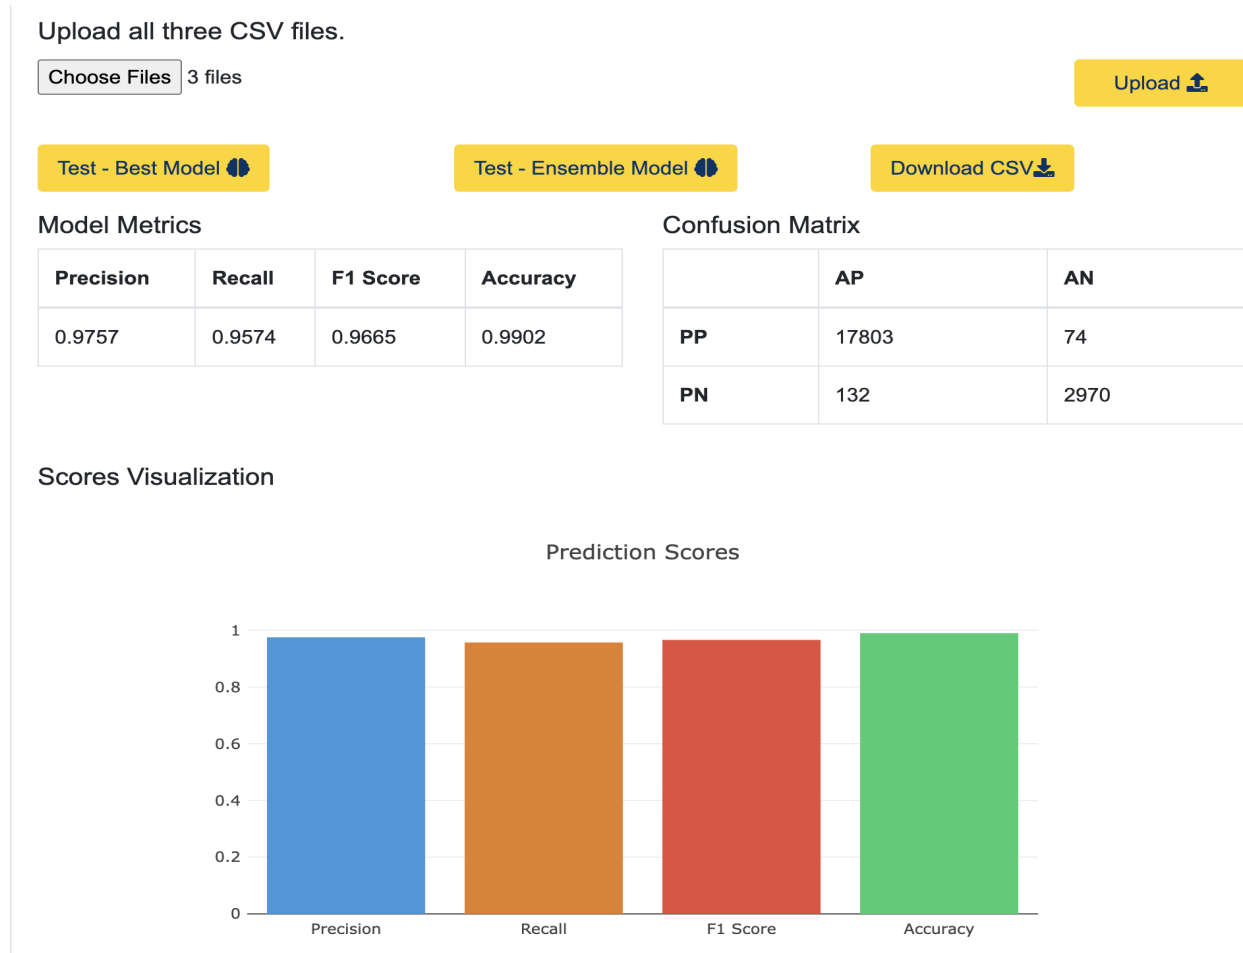 Upload all three CSV files.
Choose Files 3 files
Upload
Test - Best Model
Test - Ensemble Model
Download CSV
Model Metrics
Precision Recall F1 Score Accuracy
0.9757 0.9574 0.9665 0.9902
Confusion Matrix
AP AN
PP 17803 74
PN 132 2970
Scores Visualization
Prediction Scores
1
0.8
0.6
0.4
0.2
0
Precision Recall F1 Score Accuracy